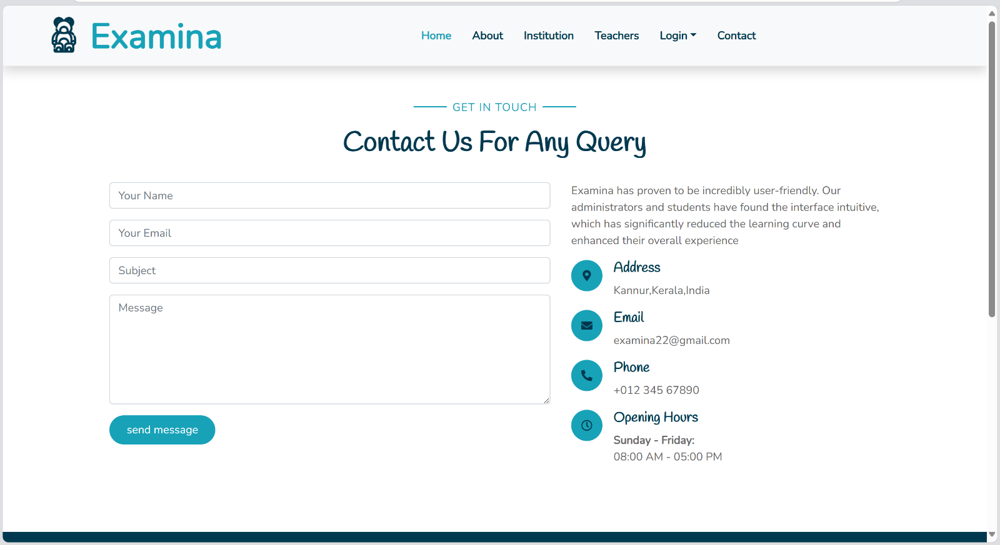 Examina
Home About Institution Teachers Login Contact
GET IN TOUCH
Contact Us For Any Query
Your Name
Your Email
Subject
Message
send message
Examina has proven to be incredibly user-friendly. Our
administrators and students have found the interface intuitive,
which has significantly reduced the learning curve and
enhanced their overall experience
Address
Kannur,Kerala,India
Email
examina22@gmail.com
Phone
+012 345 67890
Opening Hours
Sunday - Friday:
08:00 AM - 05:00 PM